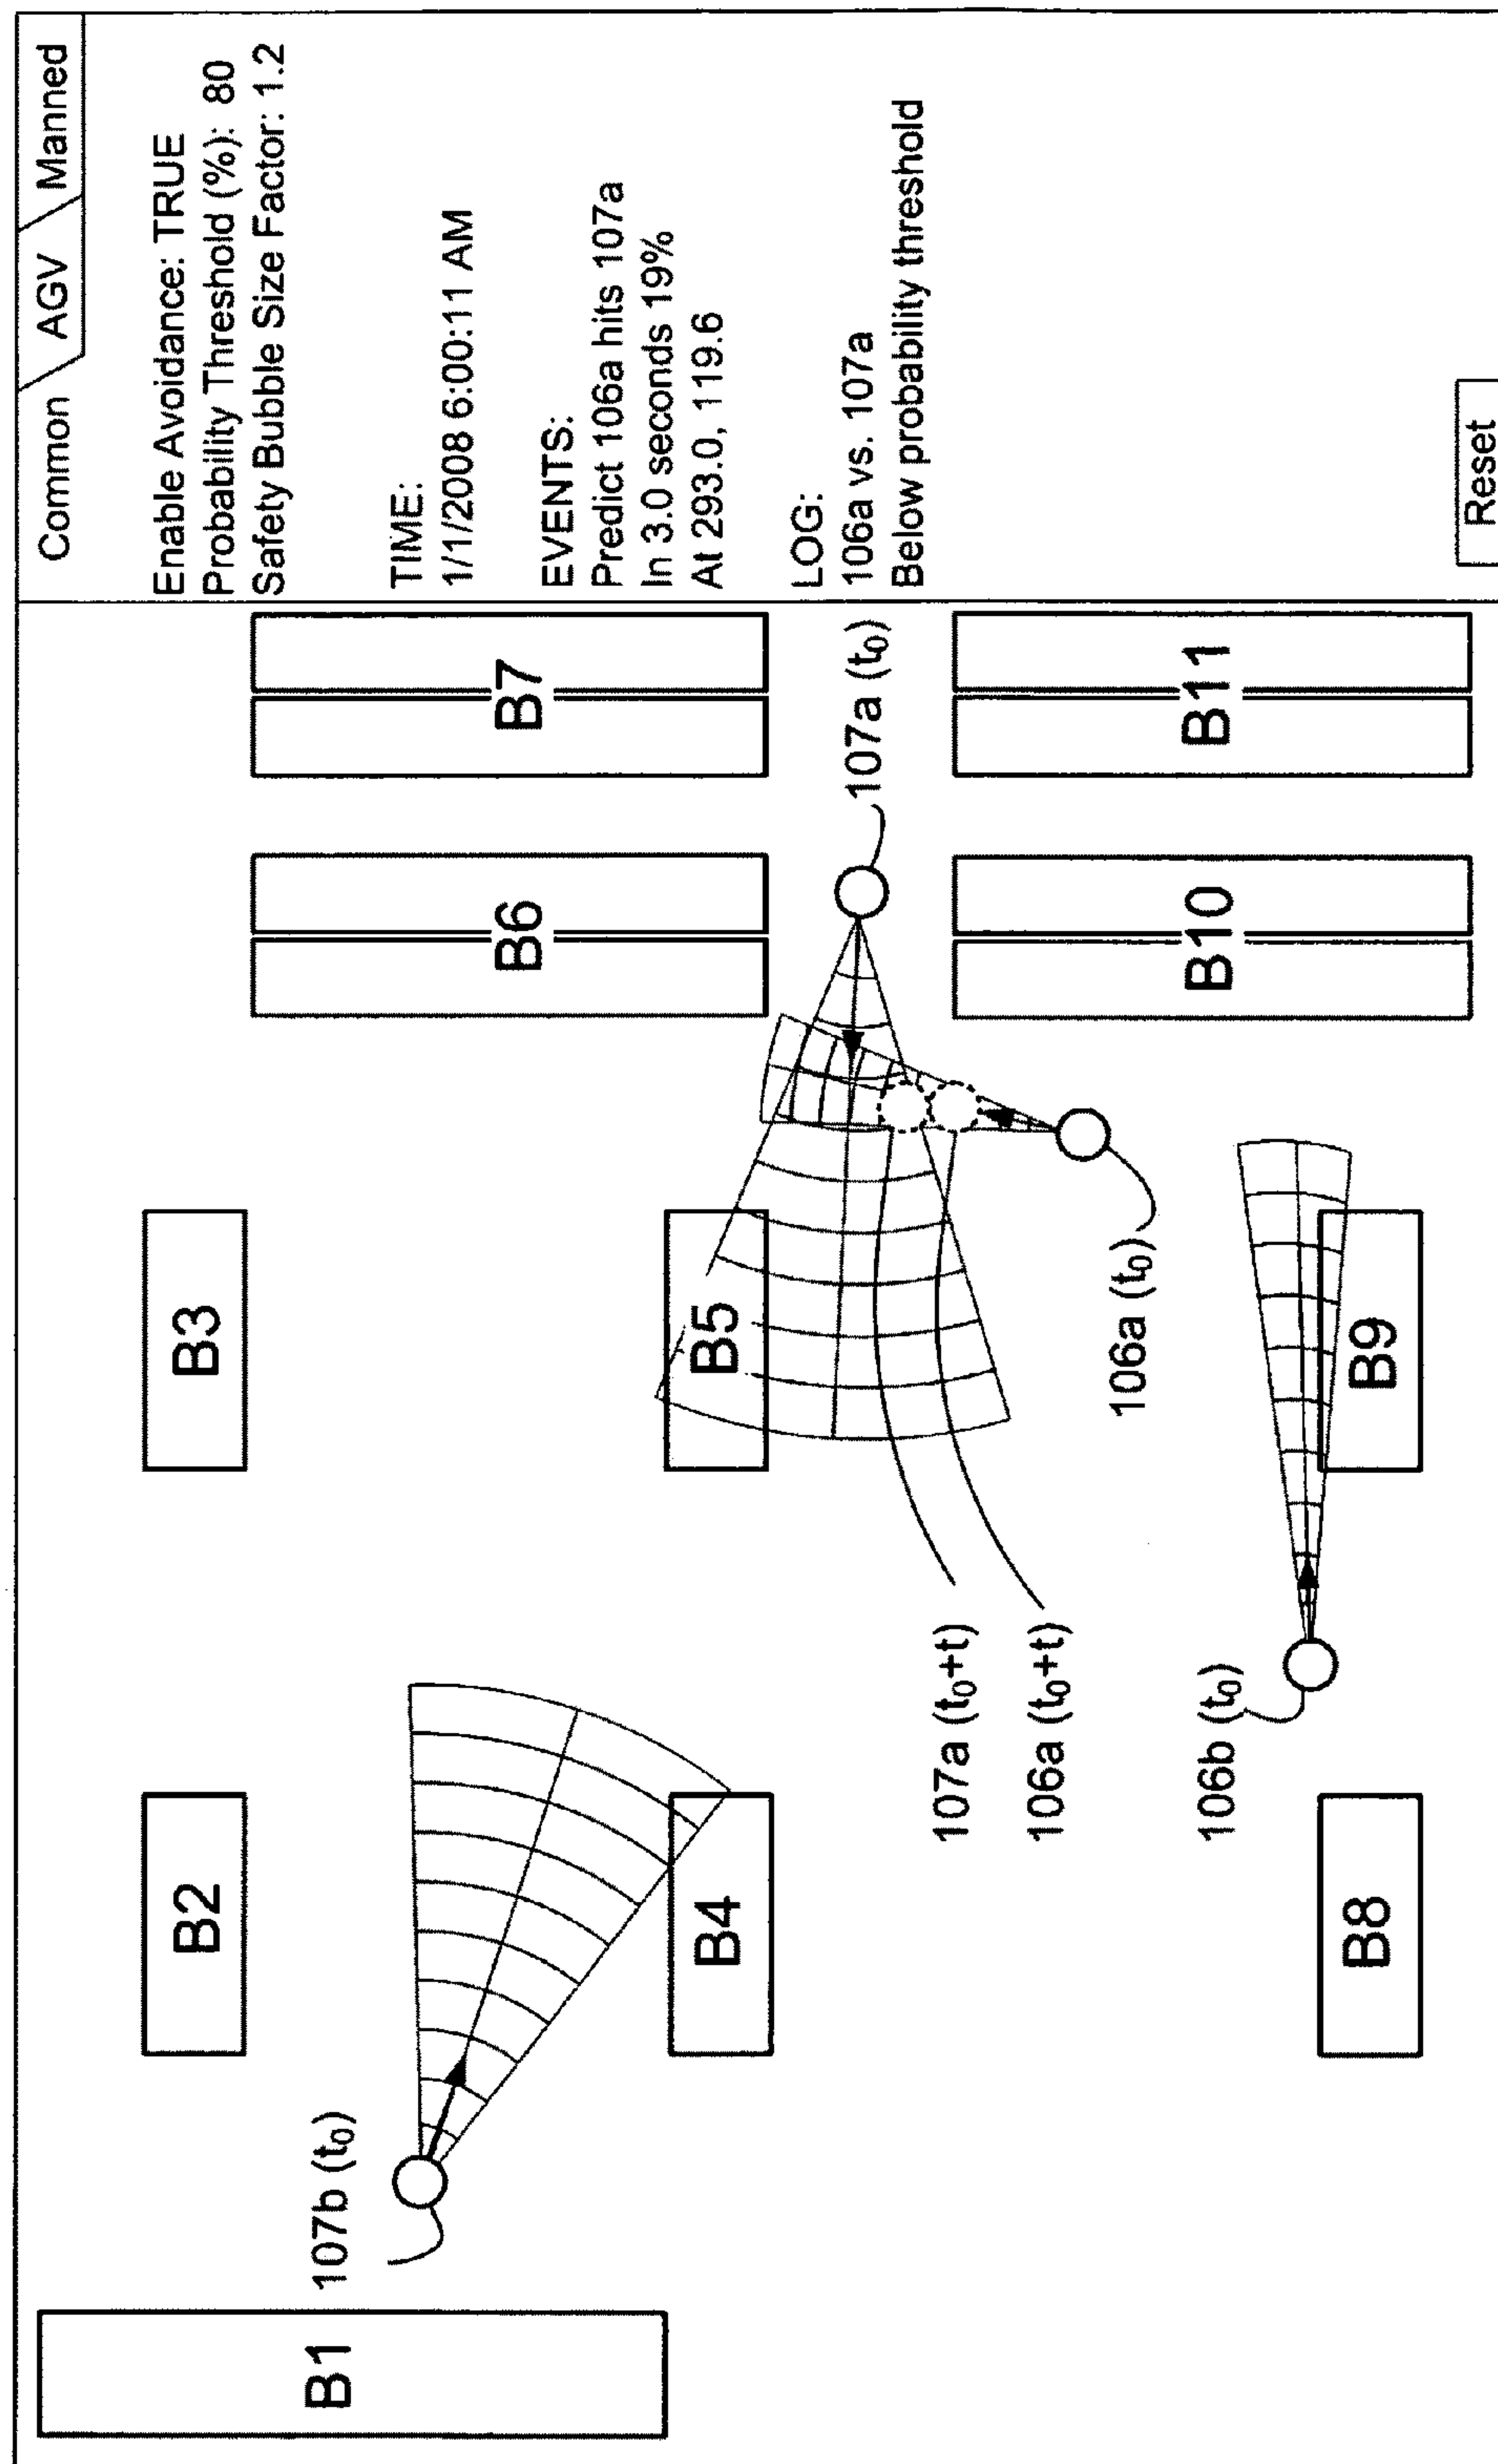 Common AGV Manned
Enable Avoidance: TRUE
Probability Threshold (%): 80
Safety Bubble Size Factor: 1.2
TIME:
1/1/2008 6:00:11 AM
EVENTS:
Predict 106a hits 107a
In 3.0 seconds 19%
At 293.0, 119.6
LOG:
106a vs. 107a
Below probability threshold
Reset
B1
107b (t₀)
B2
B3
B4
B5
B6
B7
107a (t₀)
107a (t₀+t)
106a (t₀+t)
106a (t₀)
106b (t₀)
B8
B9
B10
B11